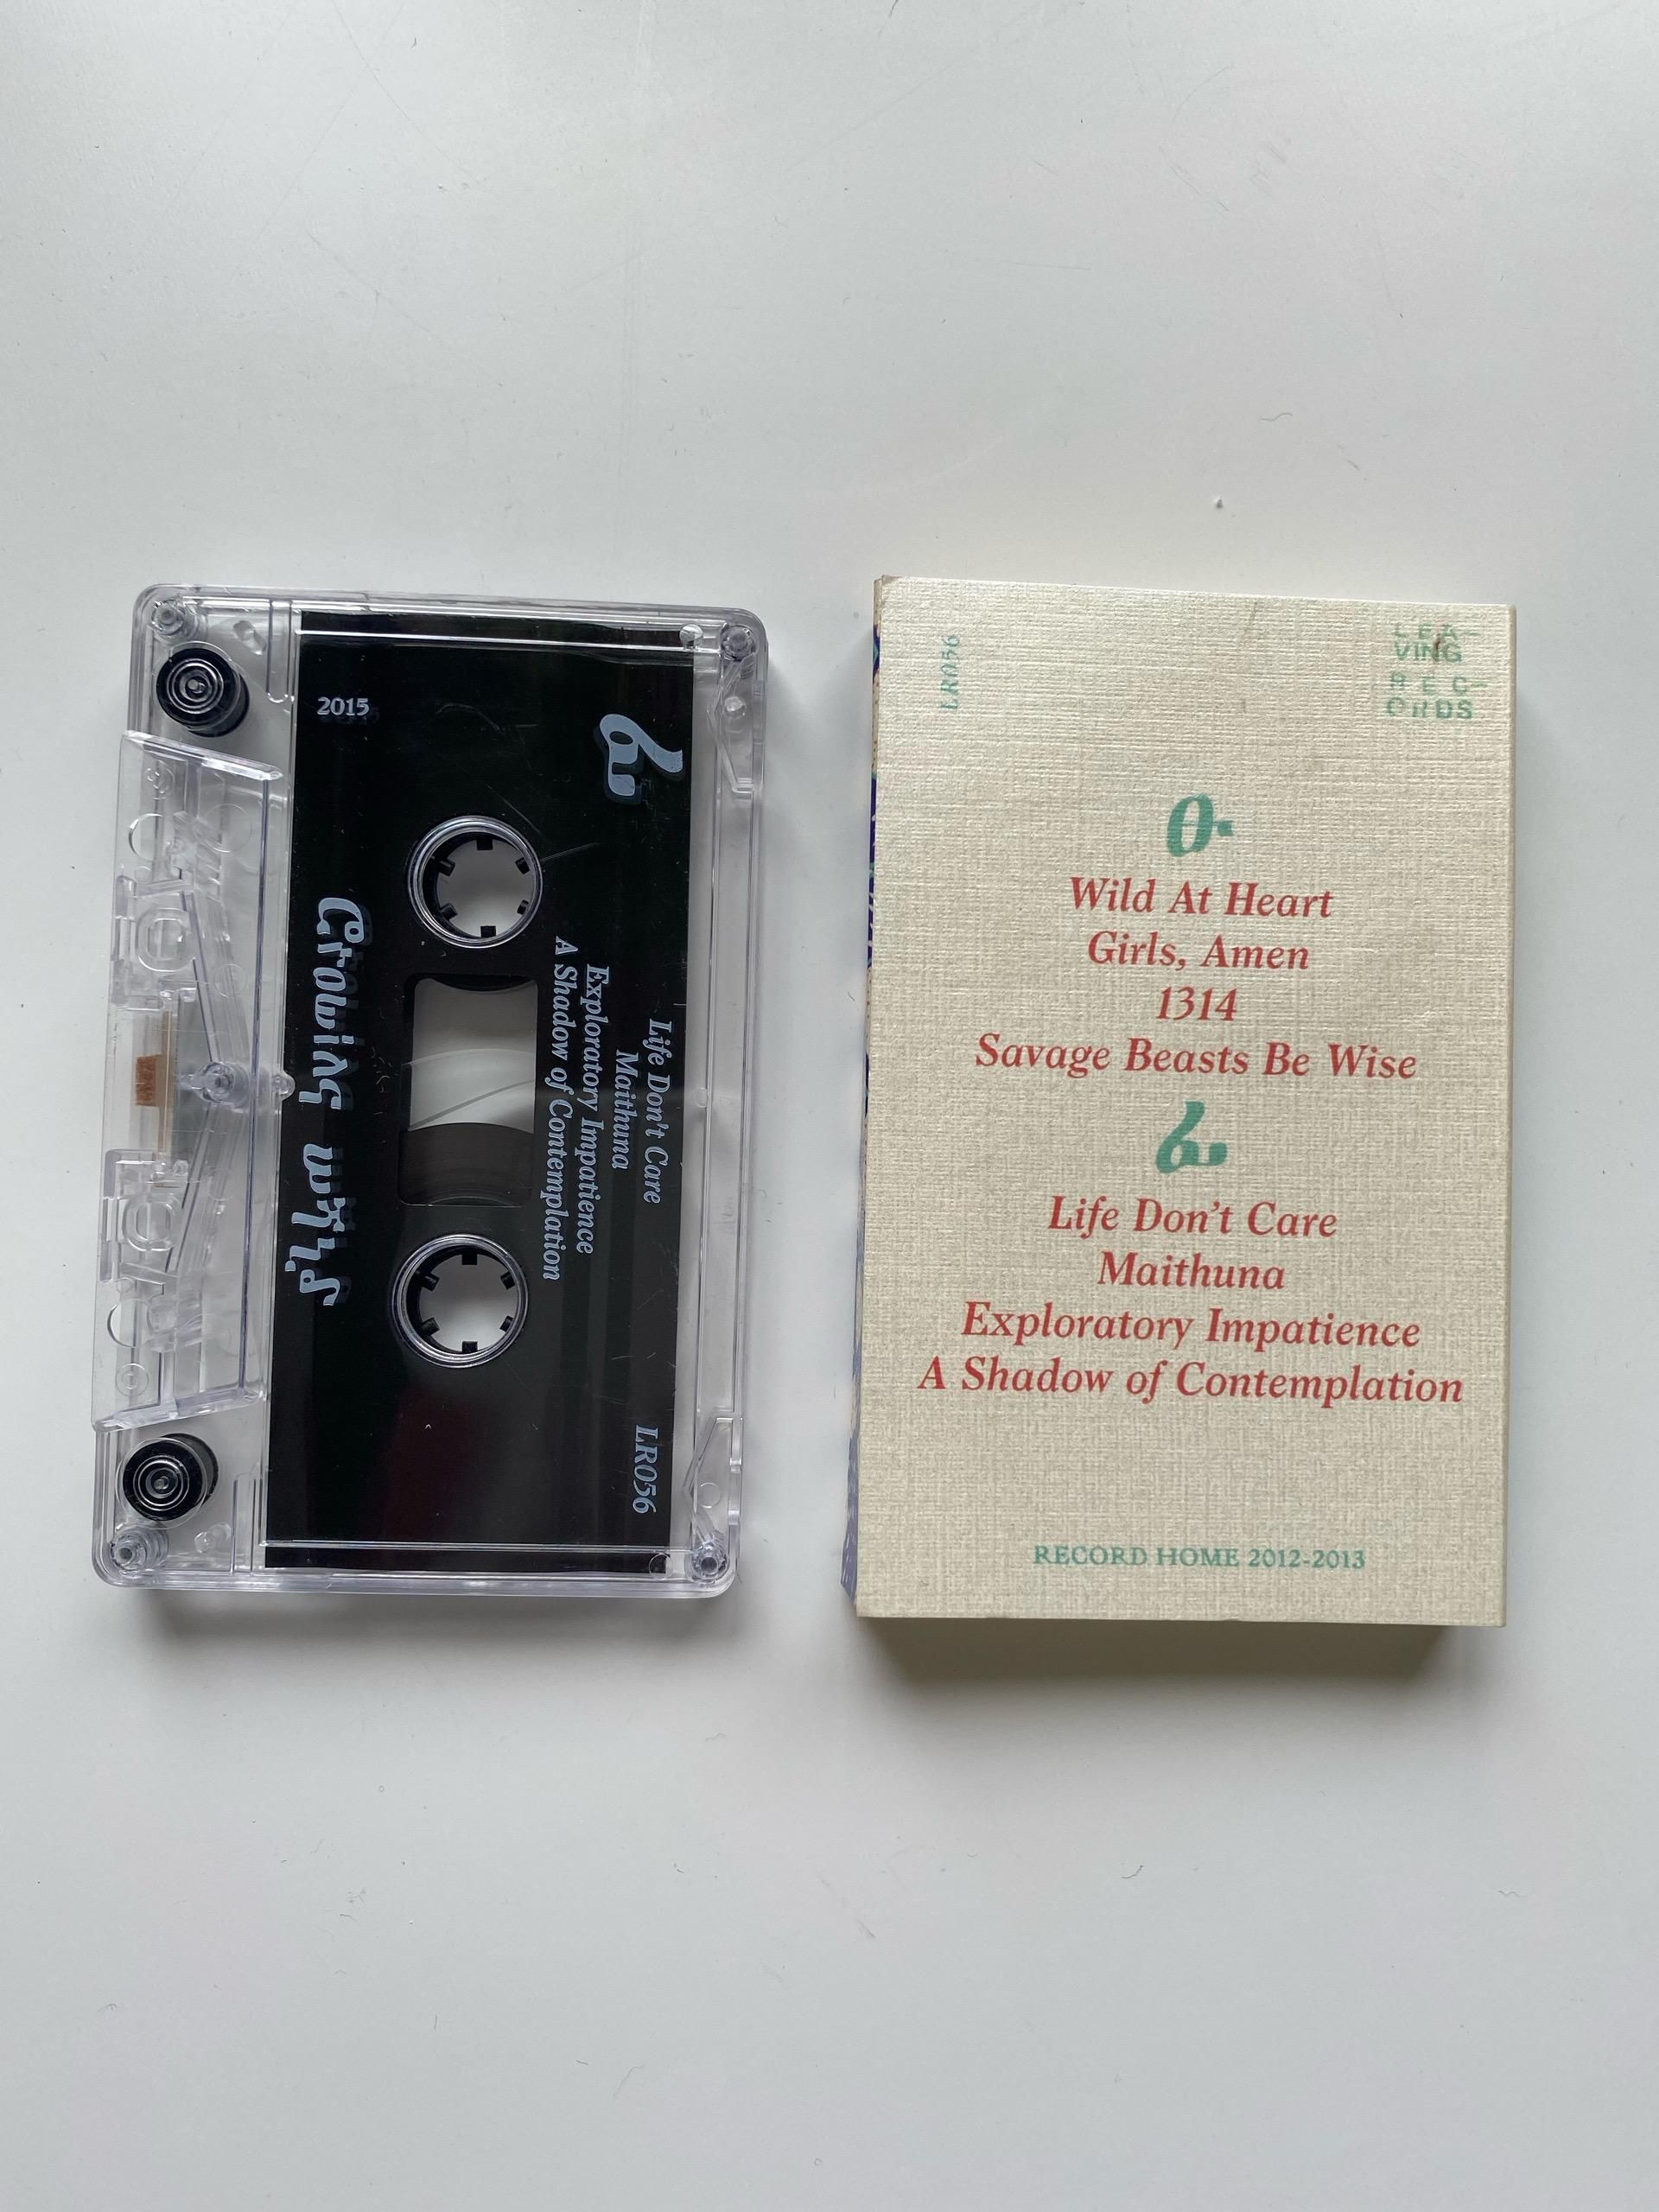 2015
Life Don't Care
Maithuna
Exploratory Impatience
A Shadow of Contemplation
LR056
LR056
LEA-
VING
REC-
ORDS
Wild At Heart
Girls, Amen
1314
Savage Beasts Be Wise
Life Don't Care
Maithuna
Exploratory Impatience
A Shadow of Contemplation
RECORD HOME 2012-2013